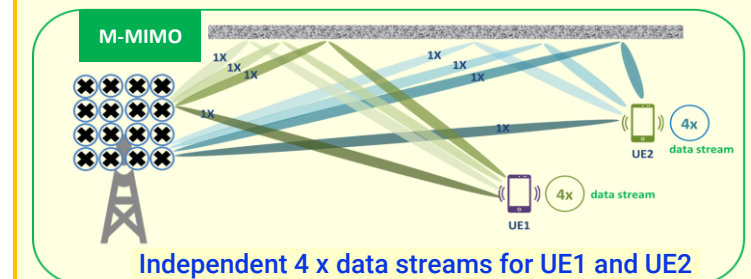 M-MIMO
1X
1X
1X
1X
1X
1X
1X
1X
4x
data stream
UE2
4x
data stream
UE1
Independent 4 x data streams for UE1 and UE2